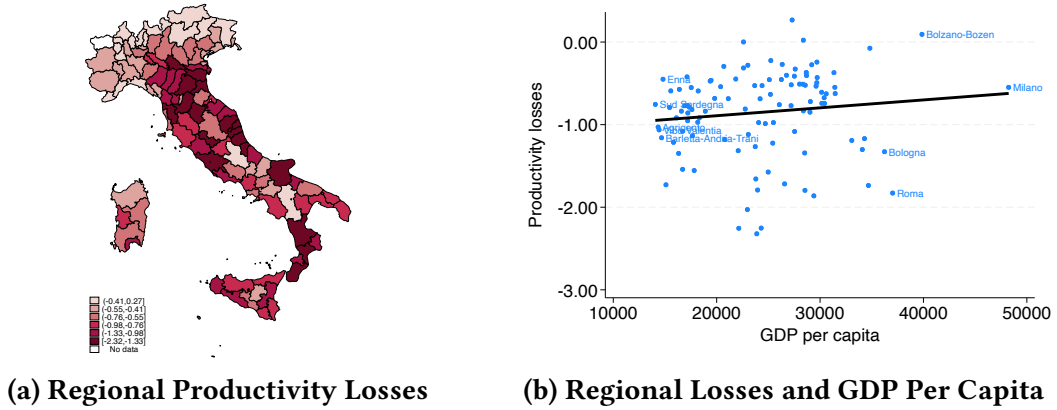 (-0.41,0.27]
(-0.55,-0.41]
(-0.76,-0.55]
(-0.98,-0.76]
(-1.33,-0.98]
[-2.32,-1.33]
No data
(a) Regional Productivity Losses
Productivity losses
0.00
-1.00
-2.00
-3.00
Bolzano-Bozen
Milano
Enna
Sud Sardegna
Agrigento
Vibo Valentia
Barletta-Andria-Trani
Bologna
Roma
10000 20000 30000 40000 50000
GDP per capita
(b) Regional Losses and GDP Per Capita